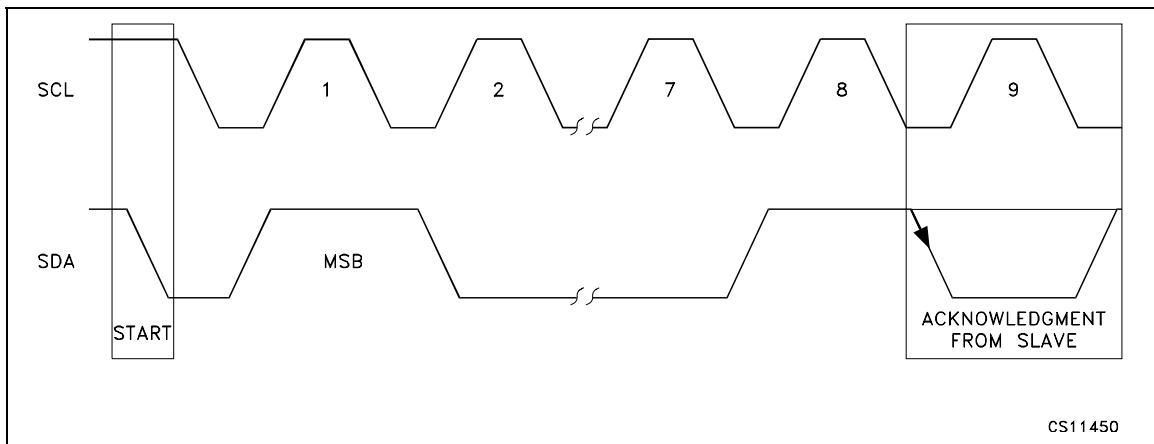 SCL 1 2 7 8 9
SDA MSB
START
ACKNOWLEDGMENT
FROM SLAVE
CS11450